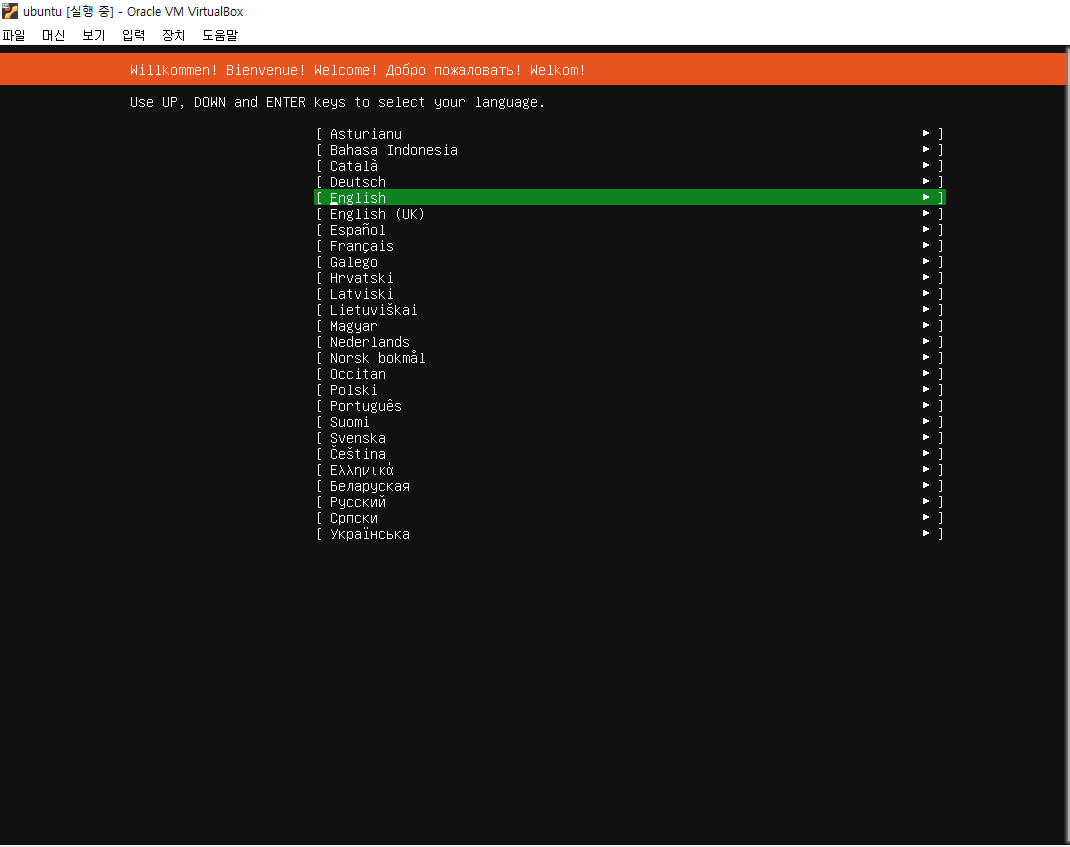 ubuntu [실행 중] - Oracle VM VirtualBox
파일 머신 보기 입력 장치 도움말
Willkommen! Bienvenue! Welcome! Добро пожаловать! Welkom!
Use UP, DOWN and ENTER keys to select your language.
[ Asturianu ▸ ]
[ Bahasa Indonesia ▸ ]
[ Català ▸ ]
[ Deutsch ▸ ]
[ English ▸ ]
[ English (UK) ▸ ]
[ Español ▸ ]
[ Français ▸ ]
[ Galego ▸ ]
[ Hrvatski ▸ ]
[ Latviski ▸ ]
[ Lietuviškai ▸ ]
[ Magyar ▸ ]
[ Nederlands ▸ ]
[ Norsk bokmål ▸ ]
[ Occitan ▸ ]
[ Polski ▸ ]
[ Português ▸ ]
[ Suomi ▸ ]
[ Svenska ▸ ]
[ Čeština ▸ ]
[ Ελληνικά ▸ ]
[ Беларуская ▸ ]
[ Русский ▸ ]
[ Српски ▸ ]
[ Українська ▸ ]